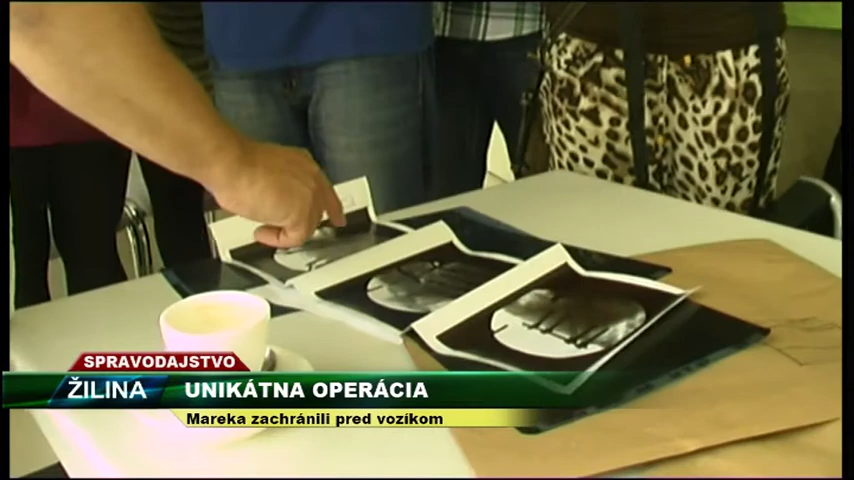 SPRAVODAJSTVO
ŽILINA UNIKÁTNA OPERÁCIA
Mareka zachránili pred vozíkom